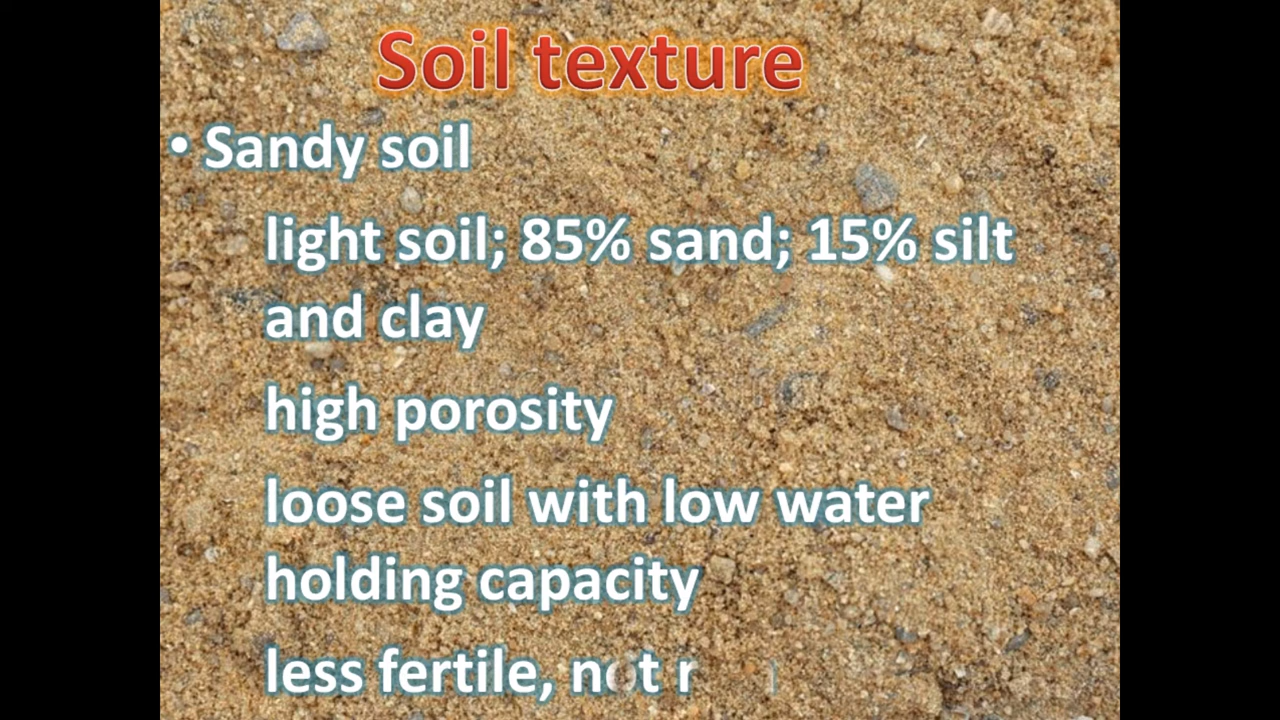 Soil texture
• Sandy soil
light soil; 85% sand; 15% silt
and clay
high porosity
loose soil with low water
holding capacity
less fertile, not